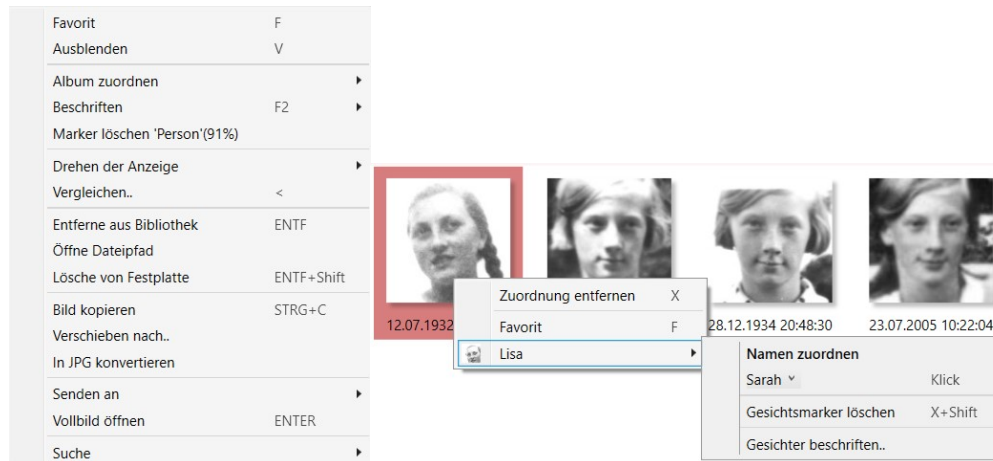 Favorit F
Ausblenden V
Album zuordnen
Beschriften F2
Marker löschen 'Person'(91%)
Drehen der Anzeige
Vergleichen.. <
Entferne aus Bibliothek ENTF
Öffne Dateipfad
Lösche von Festplatte ENTF+Shift
Bild kopieren STRG+C
Verschieben nach..
In JPG konvertieren
Senden an
Vollbild öffnen ENTER
Suche
12.07.1932
28.12.1934 20:48:30
23.07.2005 10:22:04
Zuordnung entfernen X
Favorit F
Lisa
Namen zuordnen
Sarah Klick
Gesichtsmarker löschen X+Shift
Gesichter beschriften..